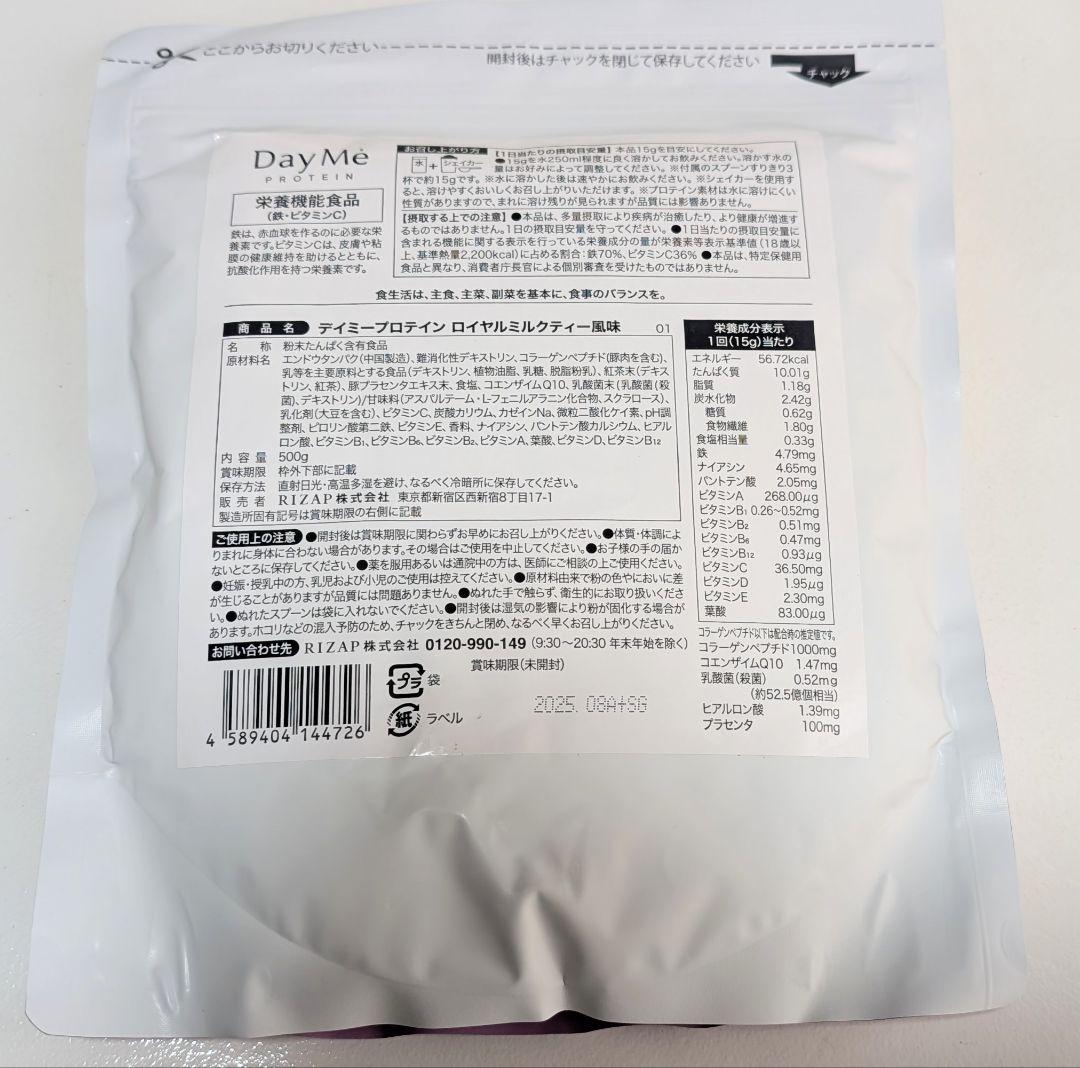 ここからお切りください
開封後はチャックを閉じて保存してください
チャック
DayMe
PROTEIN
栄養機能食品
(鉄・ビタミンC)
鉄は、赤血球を作るのに必要な栄
養素です。ビタミンCは、皮膚や粘
膜の健康維持を助けるとともに、
抗酸化作用を持つ栄養素です。
お召し上がり方
水 + シェイカー
【1日当たりの摂取目安量】本品15gを目安にしてください。
●15gを水250ml程度に良く溶かしてお飲みください。溶かす水の
量はお好みによって調整してください。※付属のスプーンすりきり3
杯で約15gです。※水に溶かした後は速やかにお飲みください。※シェイカーを使用す
ると、溶けやすくおいしくお召し上がりいただけます。※プロテイン素材は水に溶けにくい
性質がありますので、まれに溶け残りが見られますが品質には影響ありません。
【摂取する上での注意】●本品は、多量摂取により疾病が治癒したり、より健康が増進す
るものではありません。1日の摂取目安量を守ってください。●1日当たりの摂取目安量に
含まれる機能に関する表示を行っている栄養成分の量が栄養素等表示基準値(18歳以
上、基準熱量2,200kcal)に占める割合:鉄70%、ビタミンC36% ●本品は、特定保健用
食品と異なり、消費者庁長官による個別審査を受けたものではありません。
食生活は、主食、主菜、副菜を基本に、食事のバランスを。
商品名 デイミープロテイン ロイヤルミルクティー風味 01
名称 粉末たんぱく含有食品
原材料名 エンドウタンパク(中国製造)、難消化性デキストリン、コラーゲンペプチド(豚肉を含む)、
乳等を主要原料とする食品(デキストリン、植物油脂、乳糖、脱脂粉乳)、紅茶末(デキス
トリン、紅茶)、豚プラセンタエキス末、食塩、コエンザイムQ10、乳酸菌末(乳酸菌(殺
菌)、デキストリン)/甘味料(アスパルテーム・L-フェニルアラニン化合物、スクラロース)、
乳化剤(大豆を含む)、ビタミンC、炭酸カリウム、カゼインNa、微粒二酸化ケイ素、pH調
整剤、ピロリン酸第二鉄、ビタミンE、香料、ナイアシン、パントテン酸カルシウム、ヒアル
ロン酸、ビタミンB1、ビタミンB6、ビタミンB2、ビタミンA、葉酸、ビタミンD、ビタミンB12
内容量 500g
賞味期限 枠外下部に記載
保存方法 直射日光・高温多湿を避け、なるべく冷暗所に保存してください。
販売者 RIZAP株式会社 東京都新宿区西新宿8丁目17-1
製造所固有記号は賞味期限の右側に記載
ご使用上の注意 ●開封後は賞味期限に関わらずお早めにお召し上がりください。●体質・体調によ
りまれに身体に合わない場合があります。その場合はご使用を中止してください。●お子様の手の届か
ないところに保存してください。●薬を服用あるいは通院中の方は、医師にご相談の上ご使用ください。
●妊娠・授乳中の方、乳児および小児のご使用は控えてください。●原材料由来で粉の色やにおいに差
が生じることがありますが品質には問題ありません。●ぬれた手で触らず、衛生的にお取り扱いくださ
い。●ぬれたスプーンは袋に入れないでください。●開封後は湿気の影響により粉が固化する場合が
あります。ホコリなどの混入予防のため、チャックをきちんと閉め、なるべく早くお召し上がりください。
お問い合わせ先 RIZAP株式会社 0120-990-149 (9:30〜20:30 年末年始を除く)
4 589404 144726
プラ 袋
紙 ラベル
賞味期限(未開封)
2025. 08A+SG
栄養成分表示
1回(15g)当たり
エネルギー 56.72kcal
たんぱく質 10.01g
脂質 1.18g
炭水化物 2.42g
糖質 0.62g
食物繊維 1.80g
食塩相当量 0.33g
鉄 4.79mg
ナイアシン 4.65mg
パントテン酸 2.05mg
ビタミンA 268.00μg
ビタミンB1 0.26~0.52mg
ビタミンB2 0.51mg
ビタミンB6 0.47mg
ビタミンB12 0.93μg
ビタミンC 36.50mg
ビタミンD 1.95μg
ビタミンE 2.30mg
葉酸 83.00μg
コラーゲンペプチド以下は配合時の推定値です。
コラーゲンペプチド1000mg
コエンザイムQ10 1.47mg
乳酸菌(殺菌) 0.52mg
(約52.5億個相当)
ヒアルロン酸 1.39mg
プラセンタ 100mg